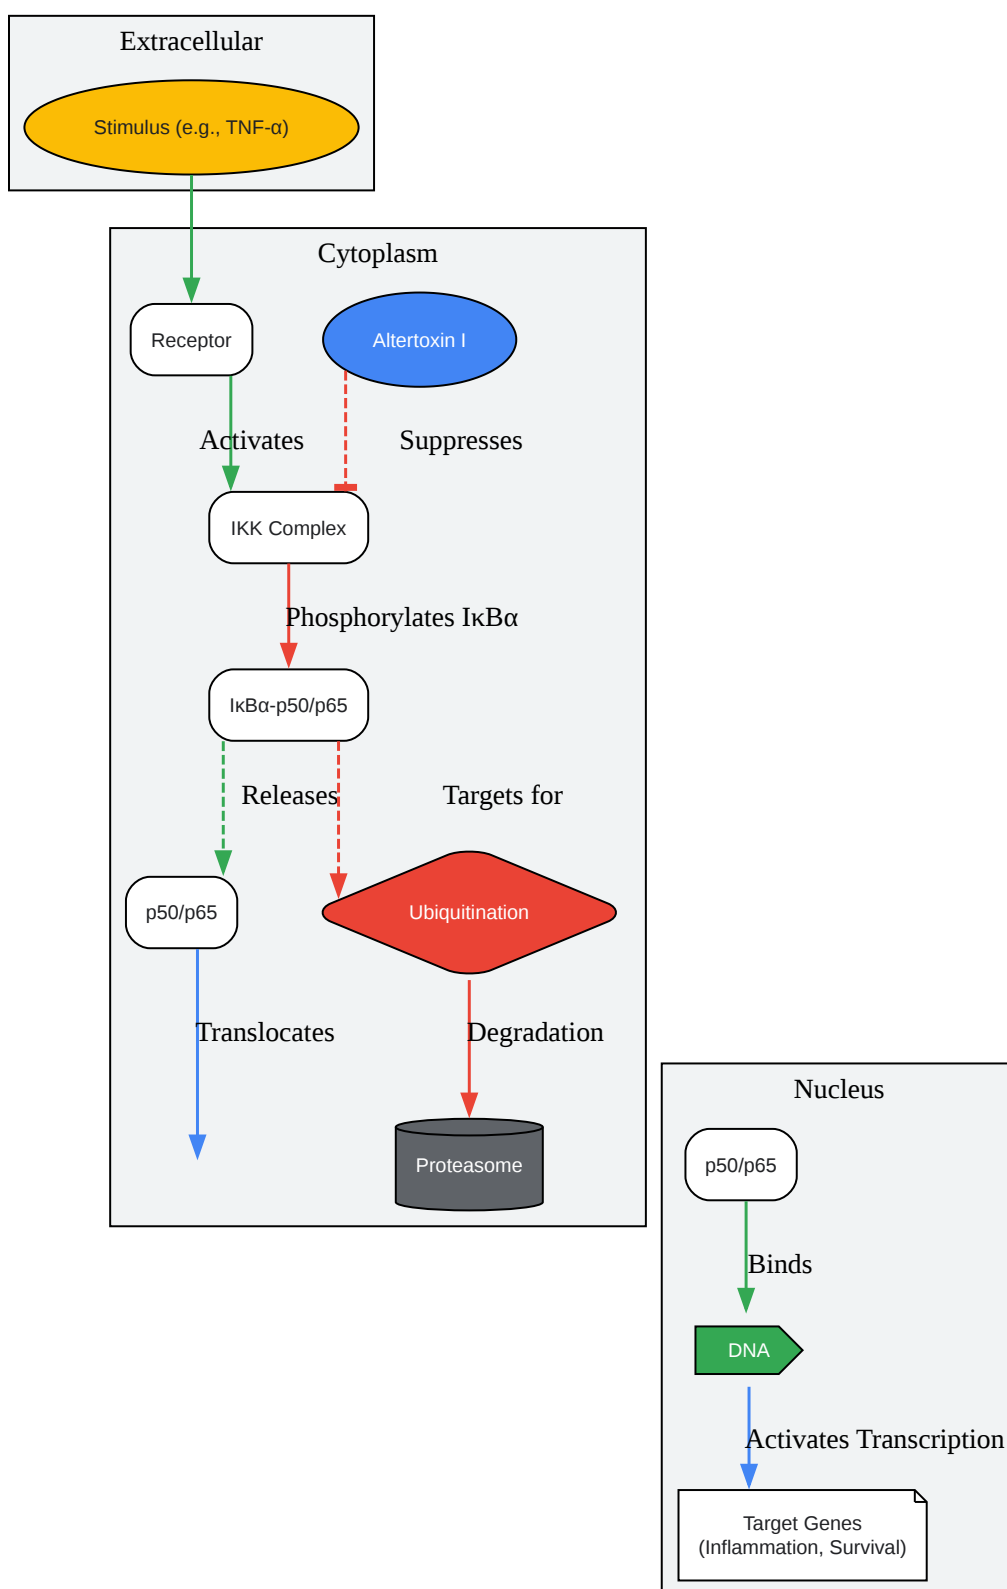 Extracellular
Stimulus (e.g., TNF-α)
Cytoplasm
Receptor
Altertoxin I
Activates
Suppresses
IKK Complex
Phosphorylates IκBα
IκBα-p50/p65
Releases
Targets for
p50/p65
Ubiquitination
Translocates
Degradation
Proteasome
Nucleus
p50/p65
Binds
DNA
Activates Transcription
Target Genes
(Inflammation, Survival)